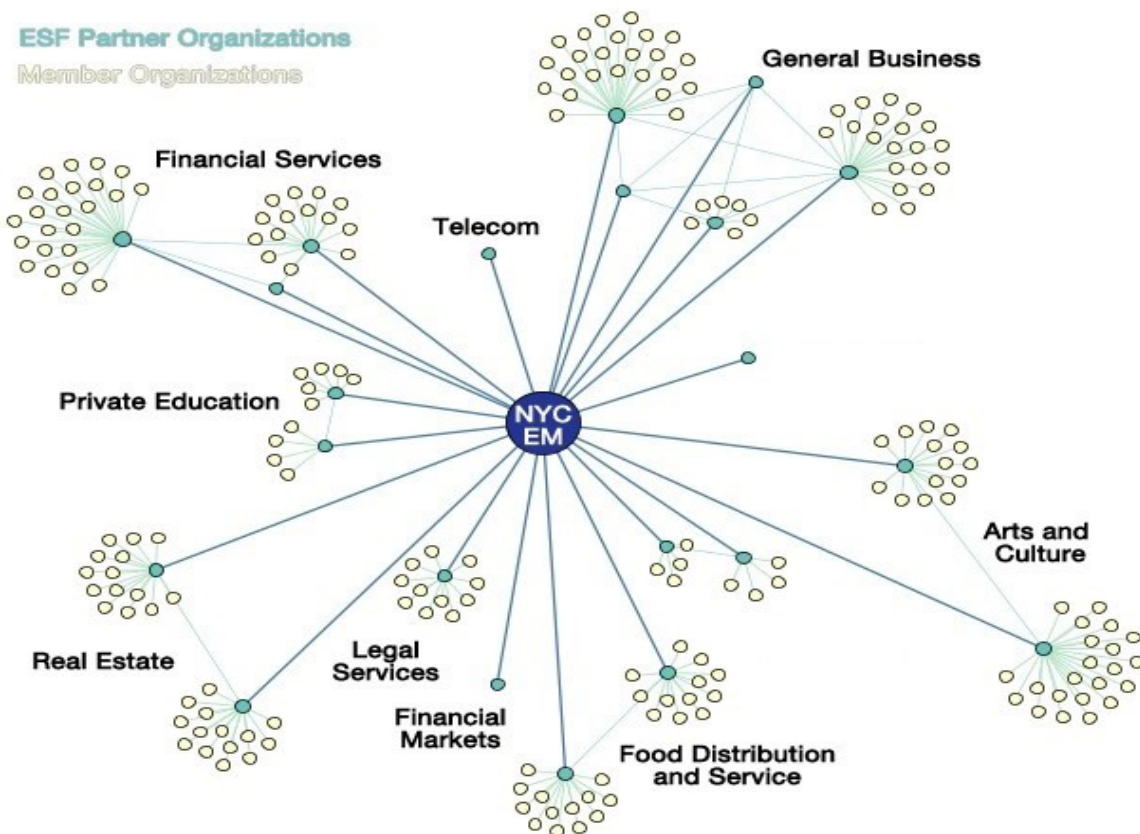 ESF Partner Organizations
Member Organizations
General Business
Financial Services
Telecom
Private Education
NYC
EM
Arts and
Culture
Real Estate
Legal
Services
Financial
Markets
Food Distribution
and Service